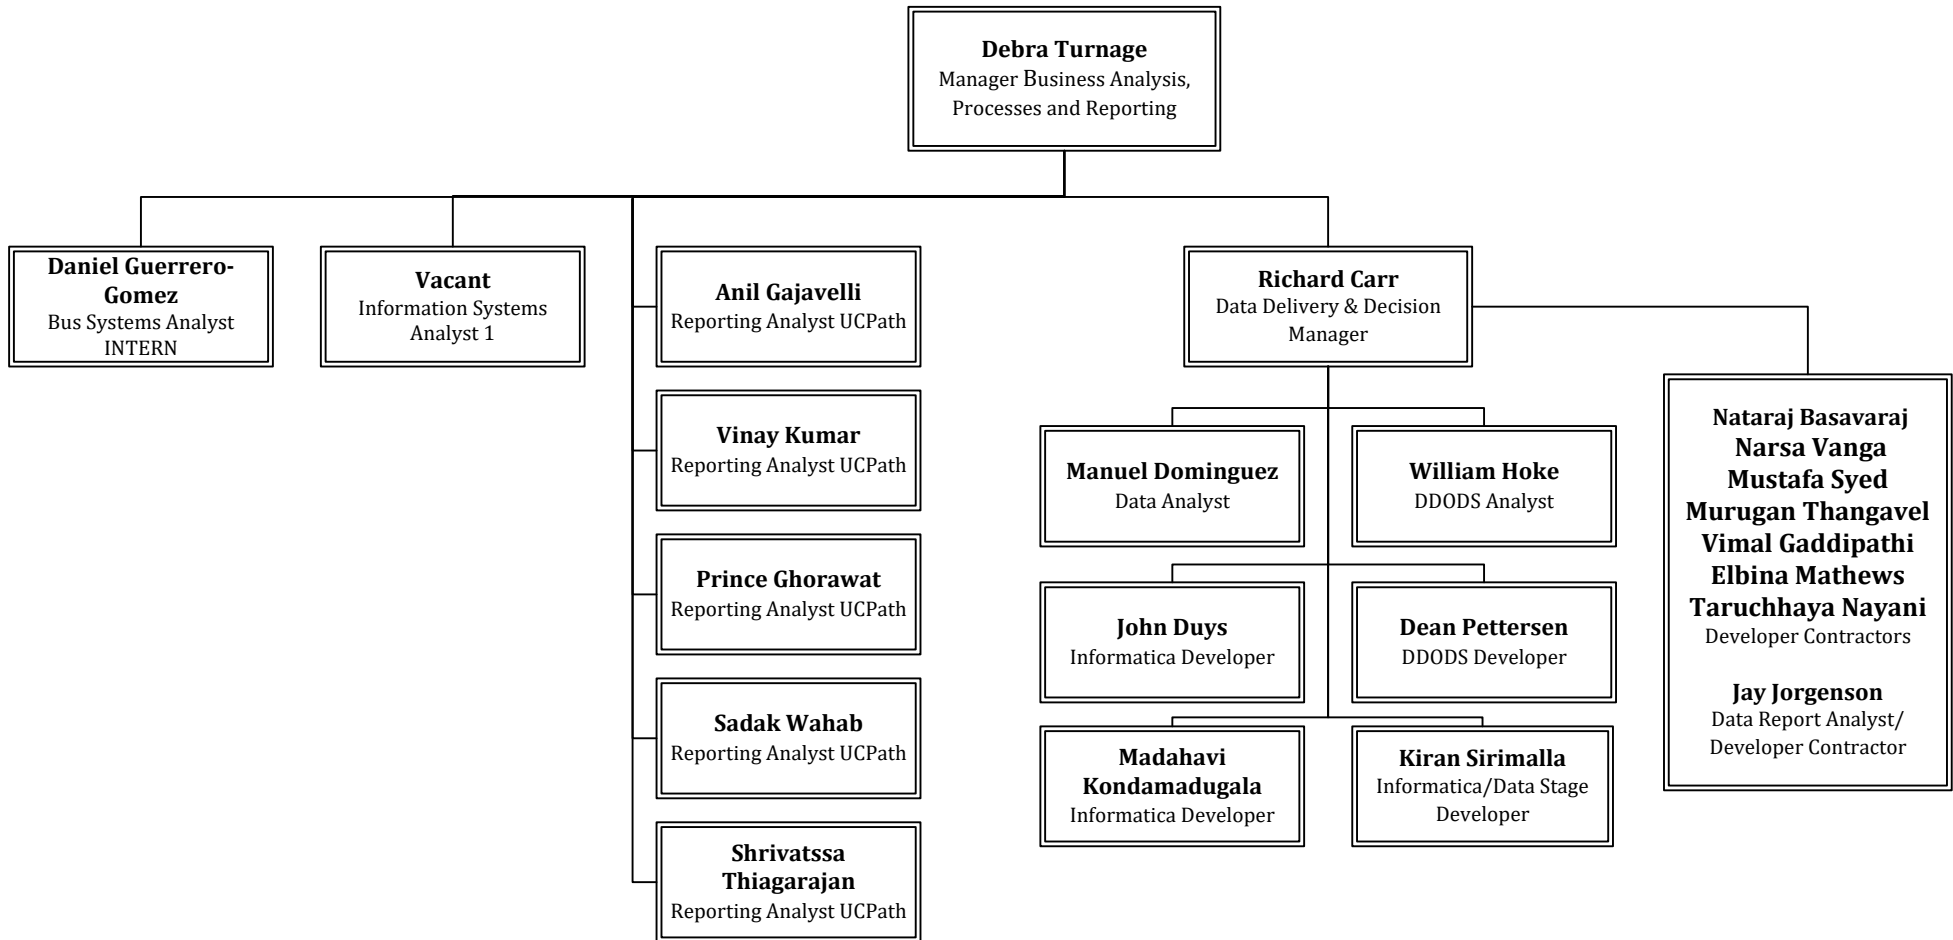 Debra Turnage
Manager Business Analysis,
Processes and Reporting
Daniel Guerrero-
Gomez
Bus Systems Analyst
INTERN
Vacant
Information Systems
Analyst 1
Anil Gajavelli
Reporting Analyst UCPath
Vinay Kumar
Reporting Analyst UCPath
Prince Ghorawat
Reporting Analyst UCPath
Sadak Wahab
Reporting Analyst UCPath
Shrivatssa
Thiagarajan
Reporting Analyst UCPath
Richard Carr
Data Delivery & Decision
Manager
Manuel Dominguez
Data Analyst
William Hoke
DDODS Analyst
John Duys
Informatica Developer
Dean Pettersen
DDODS Developer
Madahavi
Kondamadugala
Informatica Developer
Kiran Sirimalla
Informatica/Data Stage
Developer
Nataraj Basavaraj
Narsa Vanga
Mustafa Syed
Murugan Thangavel
Vimal Gaddipathi
Elbina Mathews
Taruchhaya Nayani
Developer Contractors
Jay Jorgenson
Data Report Analyst/
Developer Contractor